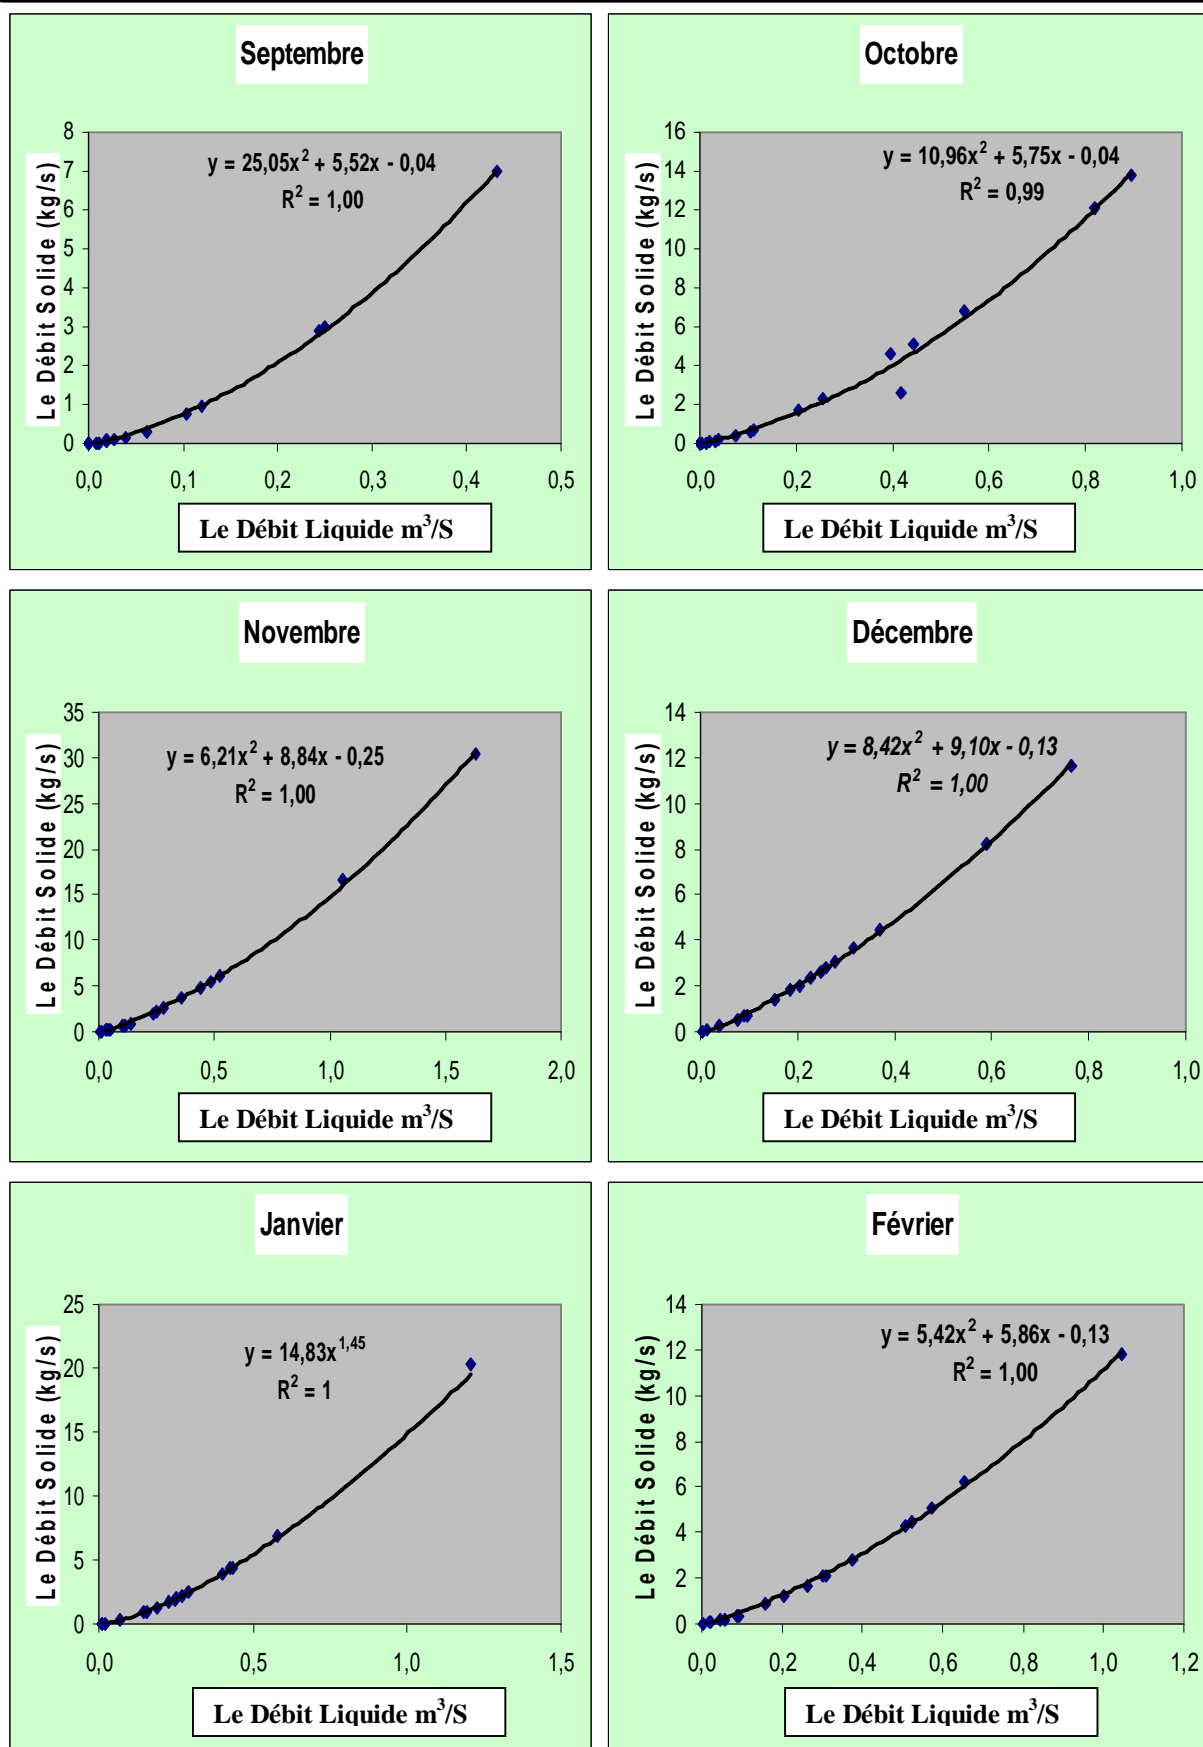 Septembre
Le Débit Solide (kg/s)
8
7
6
5
4
3
2
1
0
y = 25,05x² + 5,52x - 0,04
R² = 1,00
0,0 0,1 0,2 0,3 0,4 0,5
Le Débit Liquide m³/S
Octobre
Le Débit Solide (kg/s)
16
14
12
10
8
6
4
2
0
y = 10,96x² + 5,75x - 0,04
R² = 0,99
0,0 0,2 0,4 0,6 0,8 1,0
Le Débit Liquide m³/S
Novembre
Le Débit Solide (kg/s)
35
30
25
20
15
10
5
0
y = 6,21x² + 8,84x - 0,25
R² = 1,00
0,0 0,5 1,0 1,5 2,0
Le Débit Liquide m³/S
Décembre
Le Débit Solide (kg/s)
14
12
10
8
6
4
2
0
y = 8,42x² + 9,10x - 0,13
R² = 1,00
0,0 0,2 0,4 0,6 0,8 1,0
Le Débit Liquide m³/S
Janvier
Le Débit Solide (kg/s)
25
20
15
10
5
0
y = 14,83x¹,⁴⁵
R² = 1
0,0 0,5 1,0 1,5
Le Débit Liquide m³/S
Février
Le Débit Solide (kg/s)
14
12
10
8
6
4
2
0
y = 5,42x² + 5,86x - 0,13
R² = 1,00
0,0 0,2 0,4 0,6 0,8 1,0 1,2
Le Débit Liquide m³/S